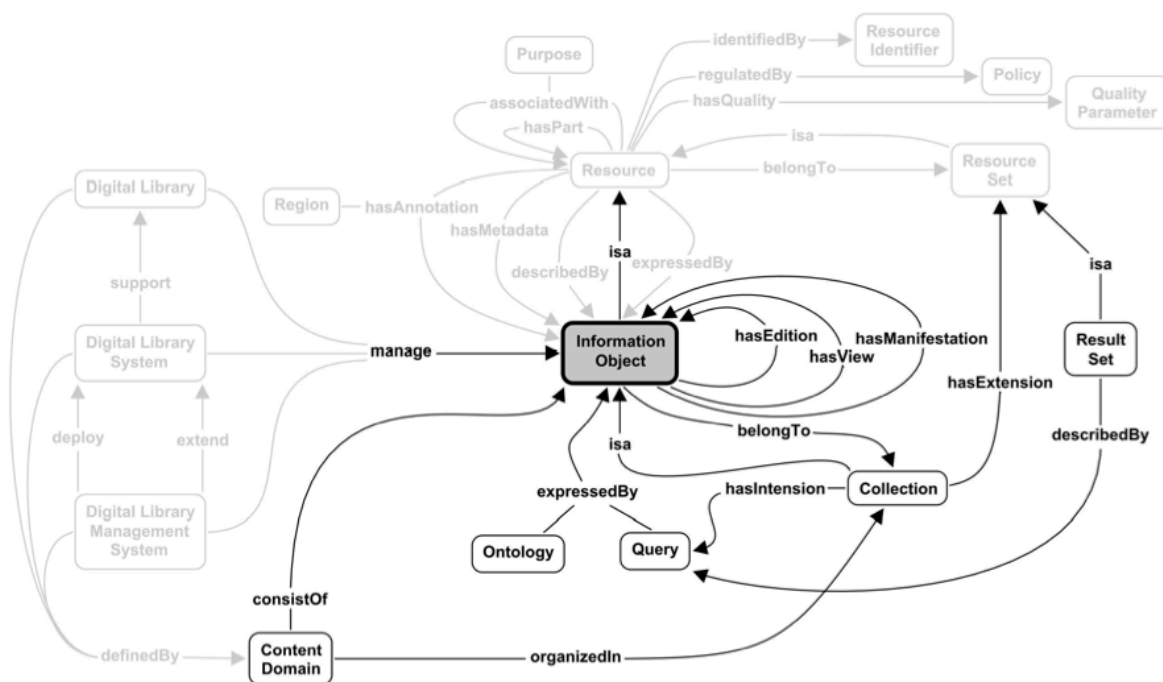 identifiedBy
Resource
Identifier
Purpose
regulatedBy
Policy
associatedWith
hasQuality
Quality
Parameter
hasPart
isa
Resource
belongTo
Resource
Set
Digital Library
Region
hasAnnotation
hasMetadata
isa
describedBy
expressedBy
isa
support
Digital Library
System
manage
Information
Object
hasEdition
hasView
hasManifestation
Result
Set
hasExtension
deploy
extend
belongTo
describedBy
isa
expressedBy
hasIntension
Collection
Digital Library
Management
System
Ontology
Query
consistOf
definedBy
Content
Domain
organizedIn